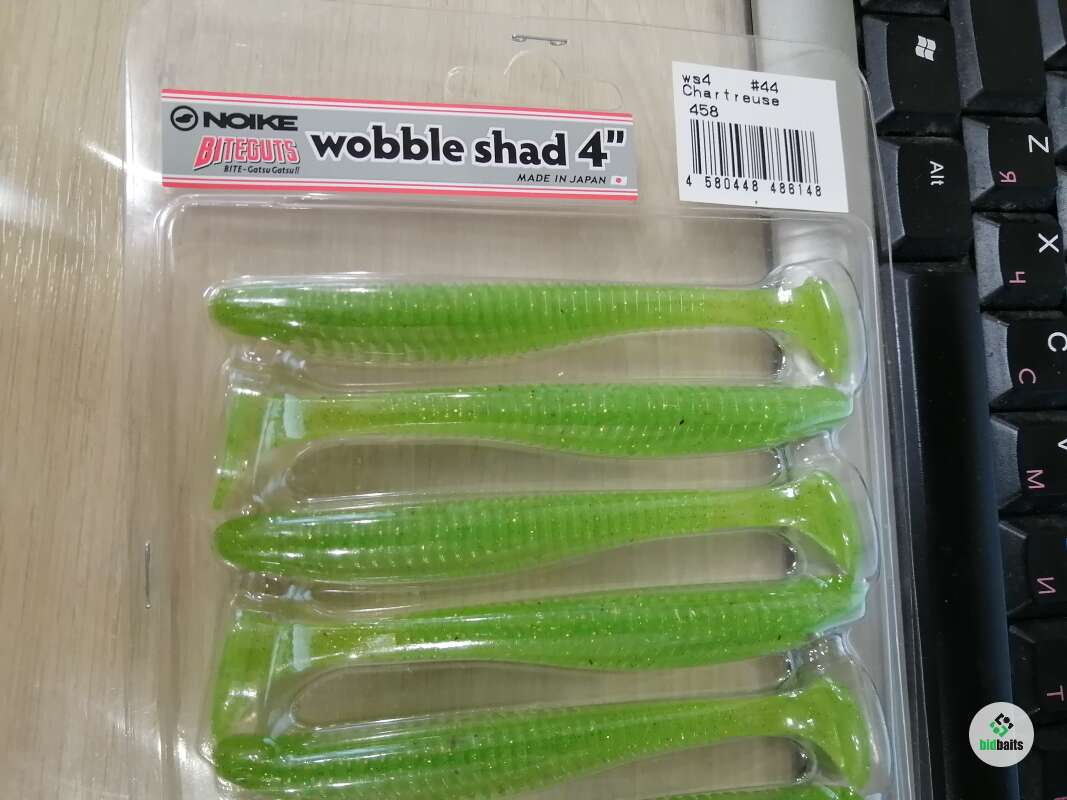 NOIKE
BITEGUTS
BITE-Gatsu Gatsu!!
wobble shad 4"
MADE IN JAPAN
ws4 #44
Chartreuse
458
4 580448 486148
Alt
Z
Я
X
Ч
C
С
V
М
И
Т
bidbaits